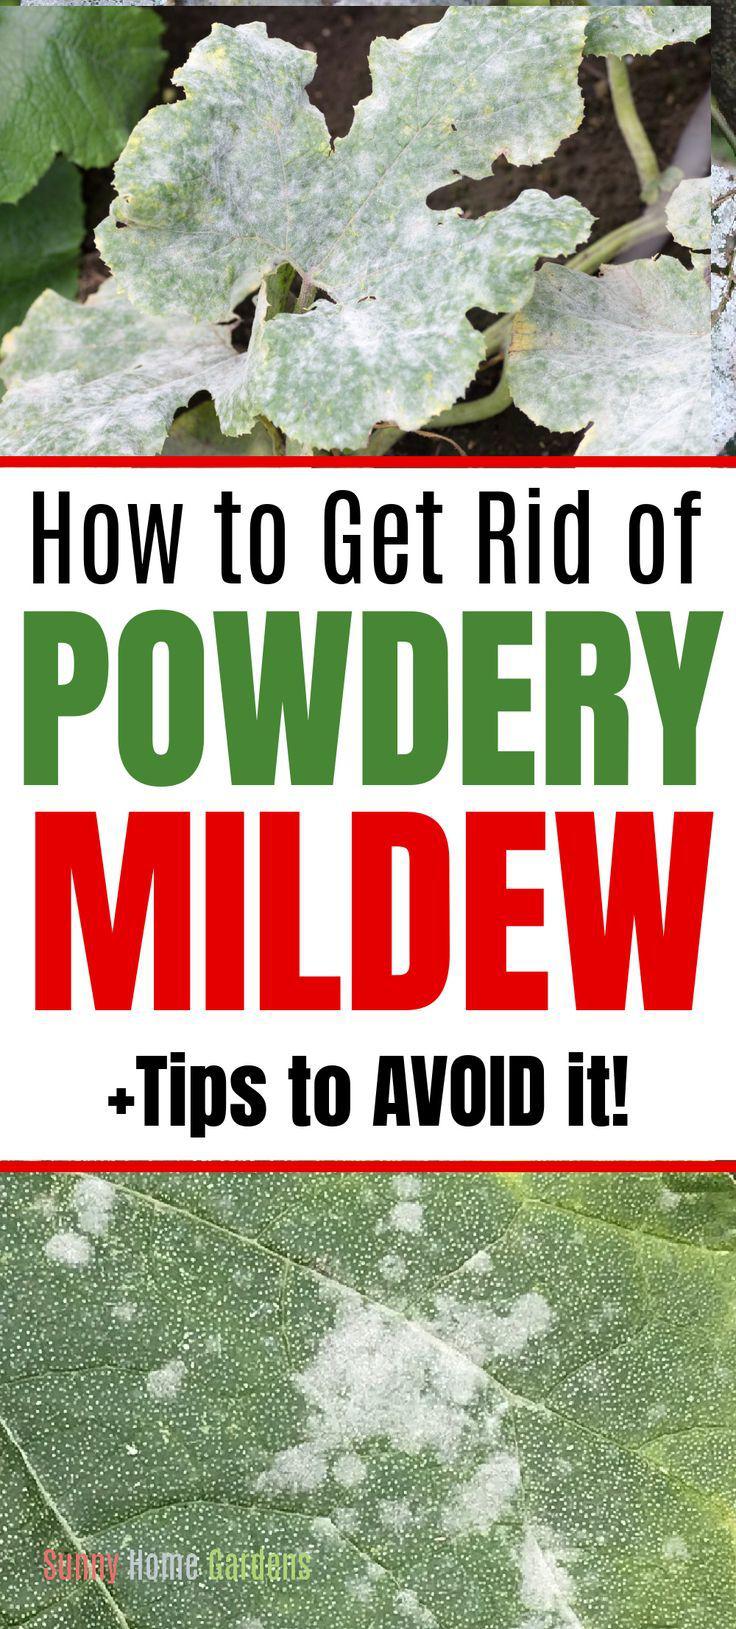 How to Get Rid of
POWDERY
MILDEW
+Tips to AVOID it!
Sunny Home Gardens